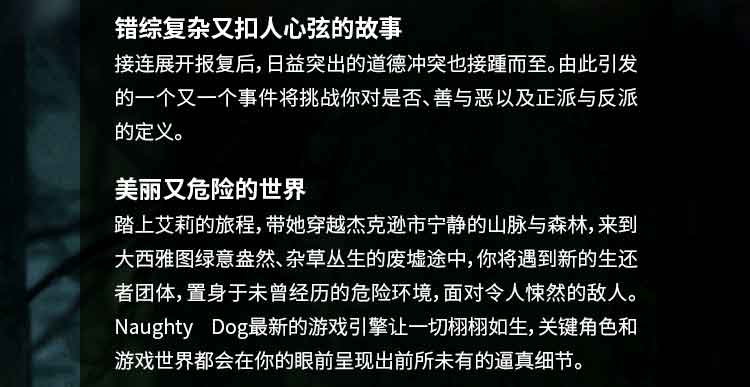 错综复杂又扣人心弦的故事
接连展开报复后，日益突出的道德冲突也接踵而至。由此引发
的一个又一个事件将挑战你对是否、善与恶以及正派与反派
的定义。
美丽又危险的世界
踏上艾莉的旅程，带她穿越杰克逊市宁静的山脉与森林，来到
大西雅图绿意盎然、杂草丛生的废墟途中，你将遇到新的生还
者团体，置身于未曾经历的危险环境，面对令人悚然的敌人。
Naughty Dog最新的游戏引擎让一切栩栩如生，关键角色和
游戏世界都会在你的眼前呈现出前所未有的逼真细节。